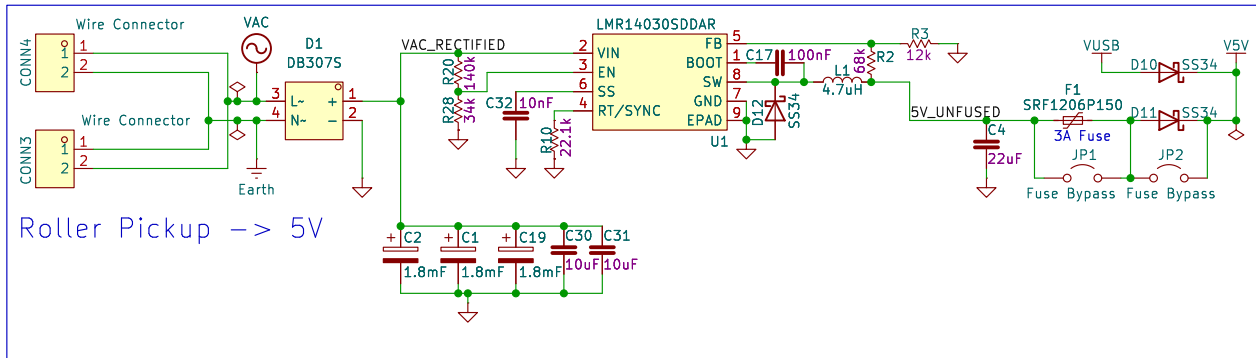 Wire Connector
CONN4
1
2
VAC
D1
DB307S
3 L~ + 1
4 N~ − 2
Wire Connector
CONN3
1
2
Earth
Roller Pickup -> 5V
VAC_RECTIFIED
R20
140k
R28
34k
C32
10nF
R10
22.1k
LMR14030SDDAR
2 VIN
3 EN
6 SS
4 RT/SYNC
FB 5
BOOT 1
SW 8
GND 7
EPAD 9
U1
C17
100nF
D12
SS34
L1
4.7uH
R2
68k
R3
12k
5V_UNFUSED
C4
22uF
F1
SRF1206P150
3A Fuse
JP1
Fuse Bypass
JP2
Fuse Bypass
VUSB
D10
SS34
V5V
D11
SS34
C2
1.8mF
C1
1.8mF
C19
1.8mF
C30
10uF
C31
10uF
+
+
+